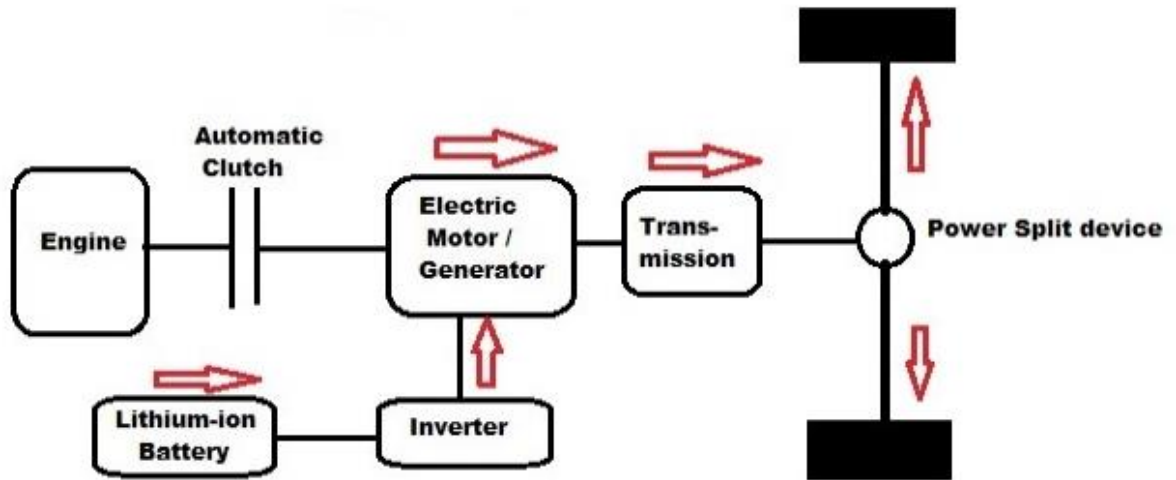 Automatic
Clutch
Engine
Electric
Motor /
Generator
Trans-
mission
Power Split device
Lithium-ion
Battery
Inverter